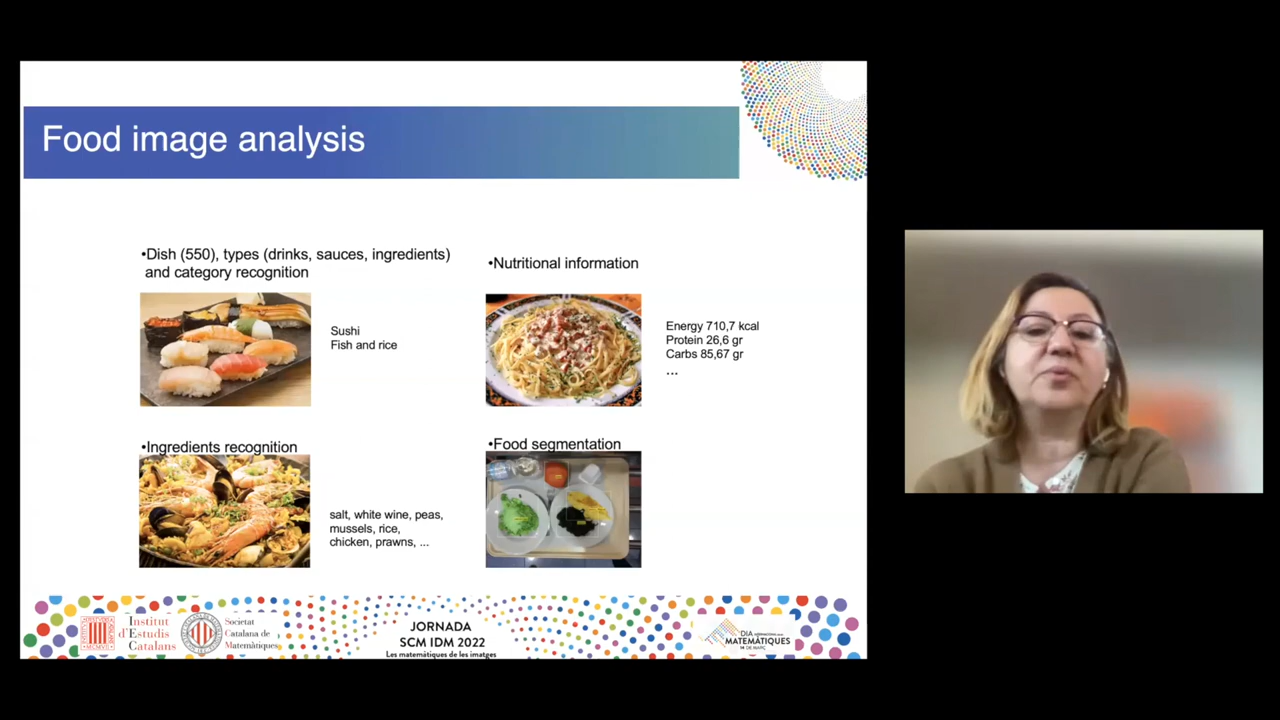 Food image analysis
•Dish (550), types (drinks, sauces, ingredients)
and category recognition
Sushi
Fish and rice
•Nutritional information
Energy 710,7 kcal
Protein 26,6 gr
Carbs 85,67 gr
...
•Ingredients recognition
salt, white wine, peas,
mussels, rice,
chicken, prawns, ...
•Food segmentation
Institut
d'Estudis
Catalans
Societat
Catalana de
Matemàtiques
JORNADA
SCM IDM 2022
Les matemàtiques de les imatges
DIA
MATEMÀTIQUES
14 DE MARÇ